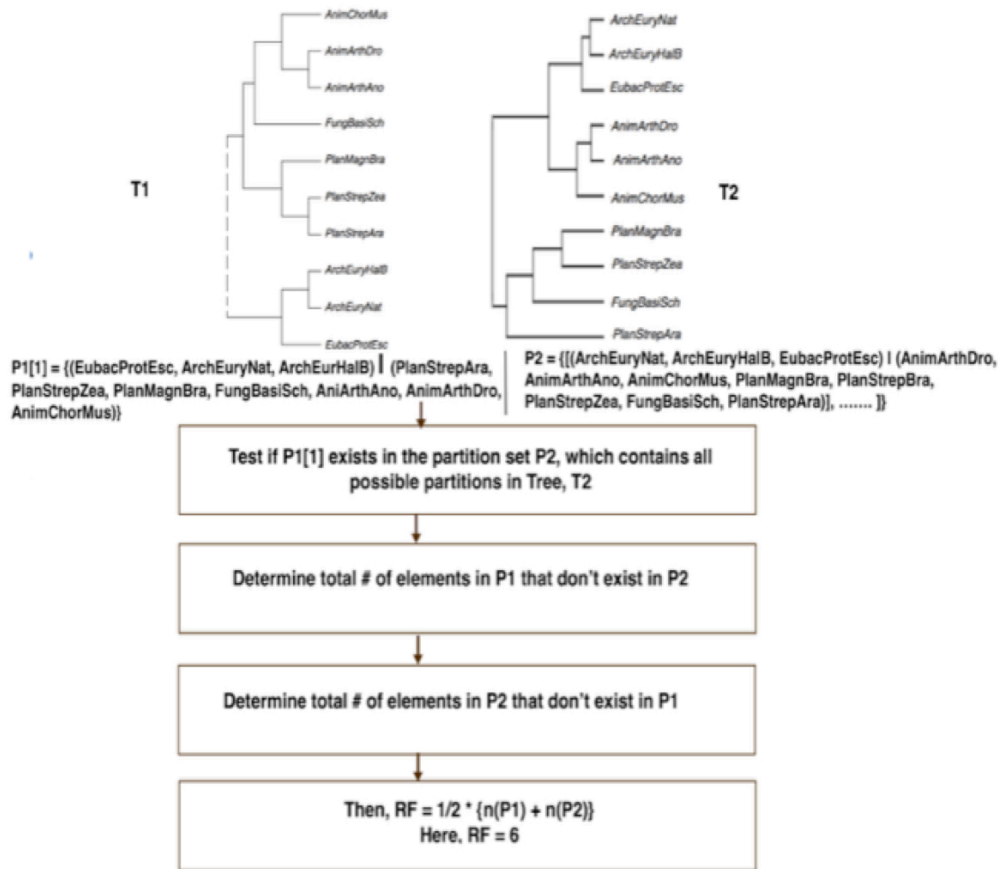 AnimChorMus
AnimArthDro
AnimArthAno
FungBasiSch
PlanMagnBra
T1
PlanStrepZea
PlanStrepAra
ArchEuryHalB
ArchEuryNat
EubacProtEsc
ArchEuryNat
ArchEuryHalB
EubacProtEsc
AnimArthDro
AnimArthAno
AnimChorMus
T2
PlanMagnBra
PlanStrepZea
FungBasiSch
PlanStrepAra
P1[1] = {(EubacProtEsc, ArchEuryNat, ArchEurHalB) | (PlanStrepAra,
PlanStrepZea, PlanMagnBra, FungBasiSch, AniArthAno, AnimArthDro,
AnimChorMus)}
P2 = {[(ArchEuryNat, ArchEuryHalB, EubacProtEsc) I (AnimArthDro,
AnimArthAno, AnimChorMus, PlanMagnBra, PlanStrepBra,
PlanStrepZea, FungBasiSch, PlanStrepAra)], ....... ]}
Test if P1[1] exists in the partition set P2, which contains all
possible partitions in Tree, T2
Determine total # of elements in P1 that don't exist in P2
Determine total # of elements in P2 that don't exist in P1
Then, RF = 1/2 * {n(P1) + n(P2)}
Here, RF = 6